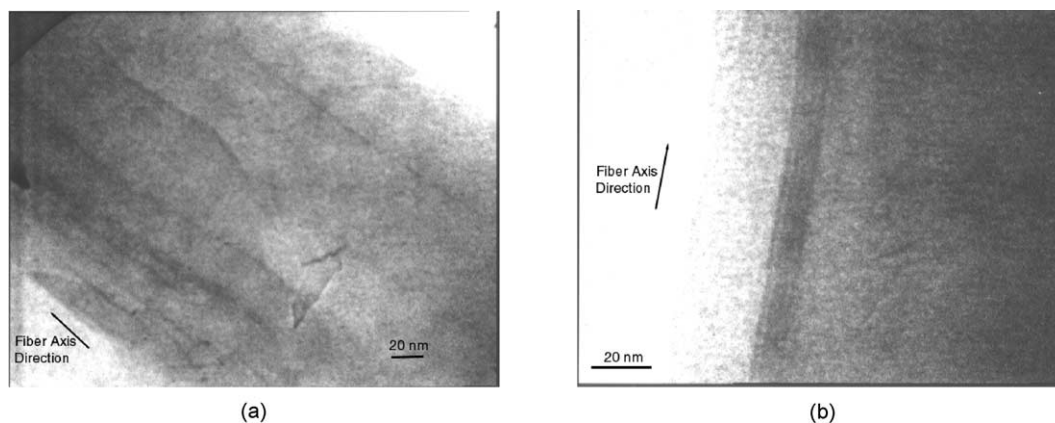 Fiber Axis
Direction
20 nm
(a)
Fiber Axis
Direction
20 nm
(b)